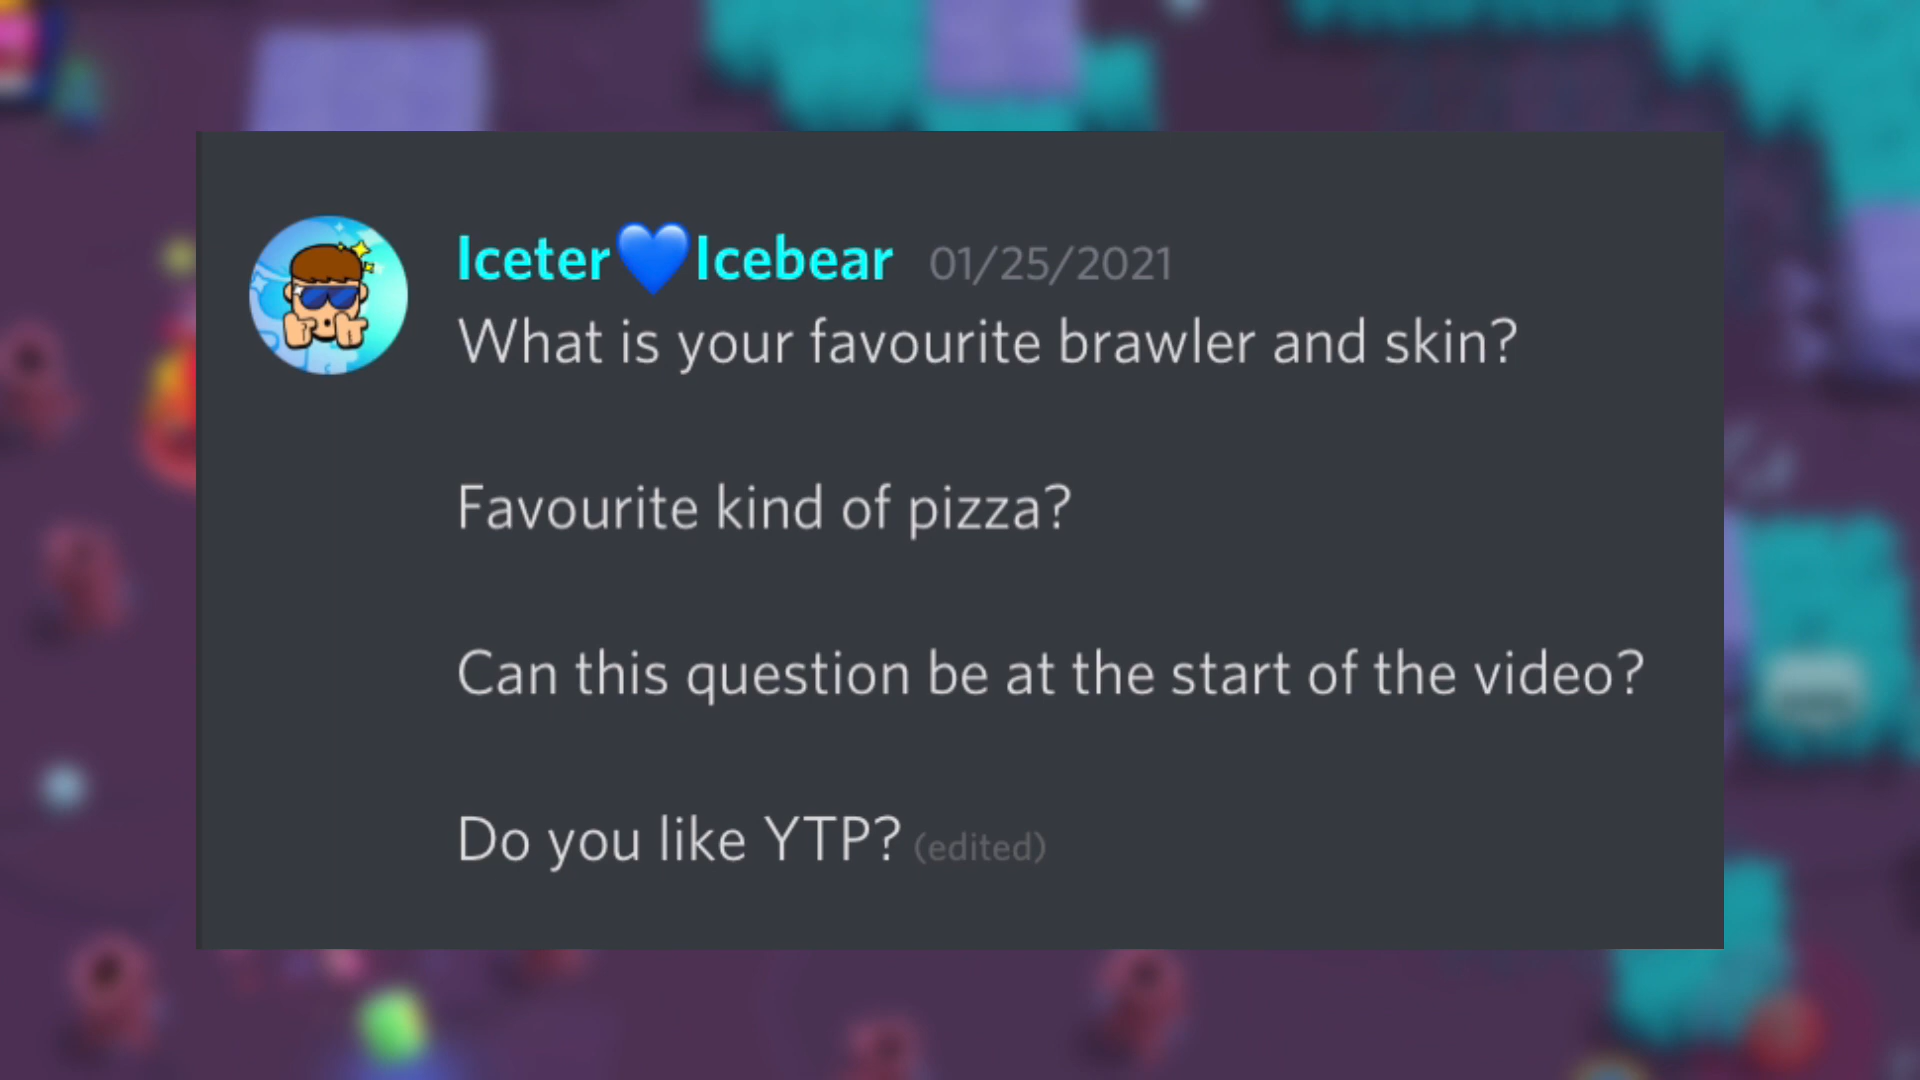 Iceter💙Icebear 01/25/2021
What is your favourite brawler and skin?
Favourite kind of pizza?
Can this question be at the start of the video?
Do you like YTP? (edited)